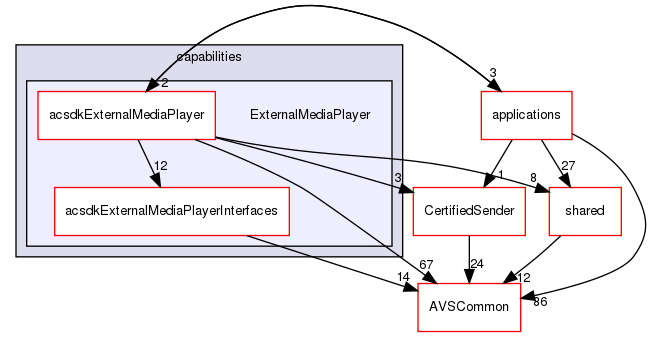 capabilities
2
3
acsdkExternalMediaPlayer
ExternalMediaPlayer
applications
12
3
1
27
8
acsdkExternalMediaPlayerInterfaces
CertifiedSender
shared
67
24
14
12
86
AVSCommon